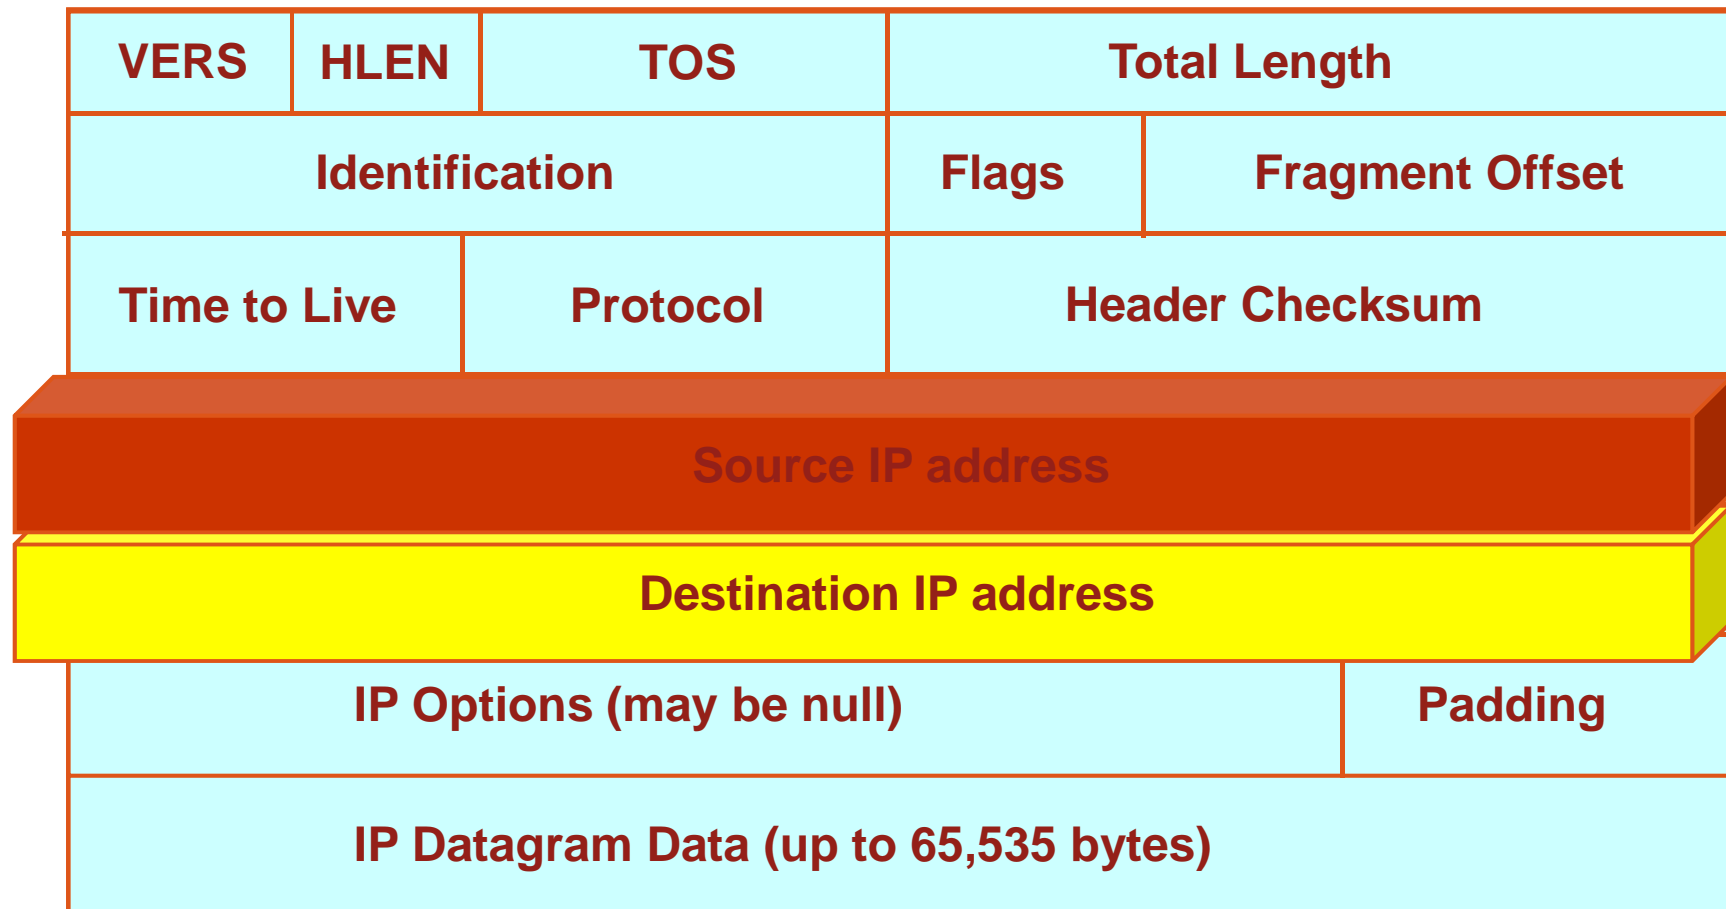 VERS HLEN TOS Total Length
Identification Flags Fragment Offset
Time to Live Protocol Header Checksum
Source IP address
Destination IP address
IP Options (may be null) Padding
IP Datagram Data (up to 65,535 bytes)